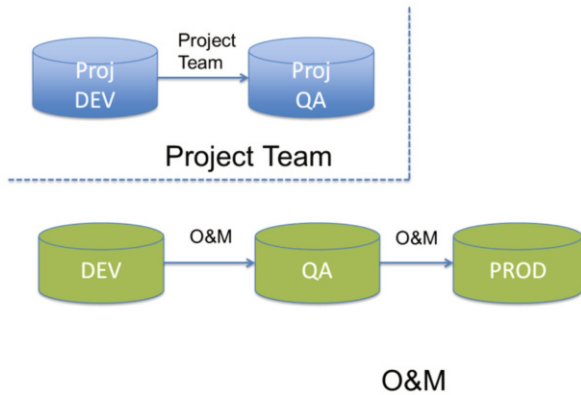 Project
Team
Proj
DEV
Proj
QA
Project Team
O&M
O&M
DEV
QA
PROD
O&M